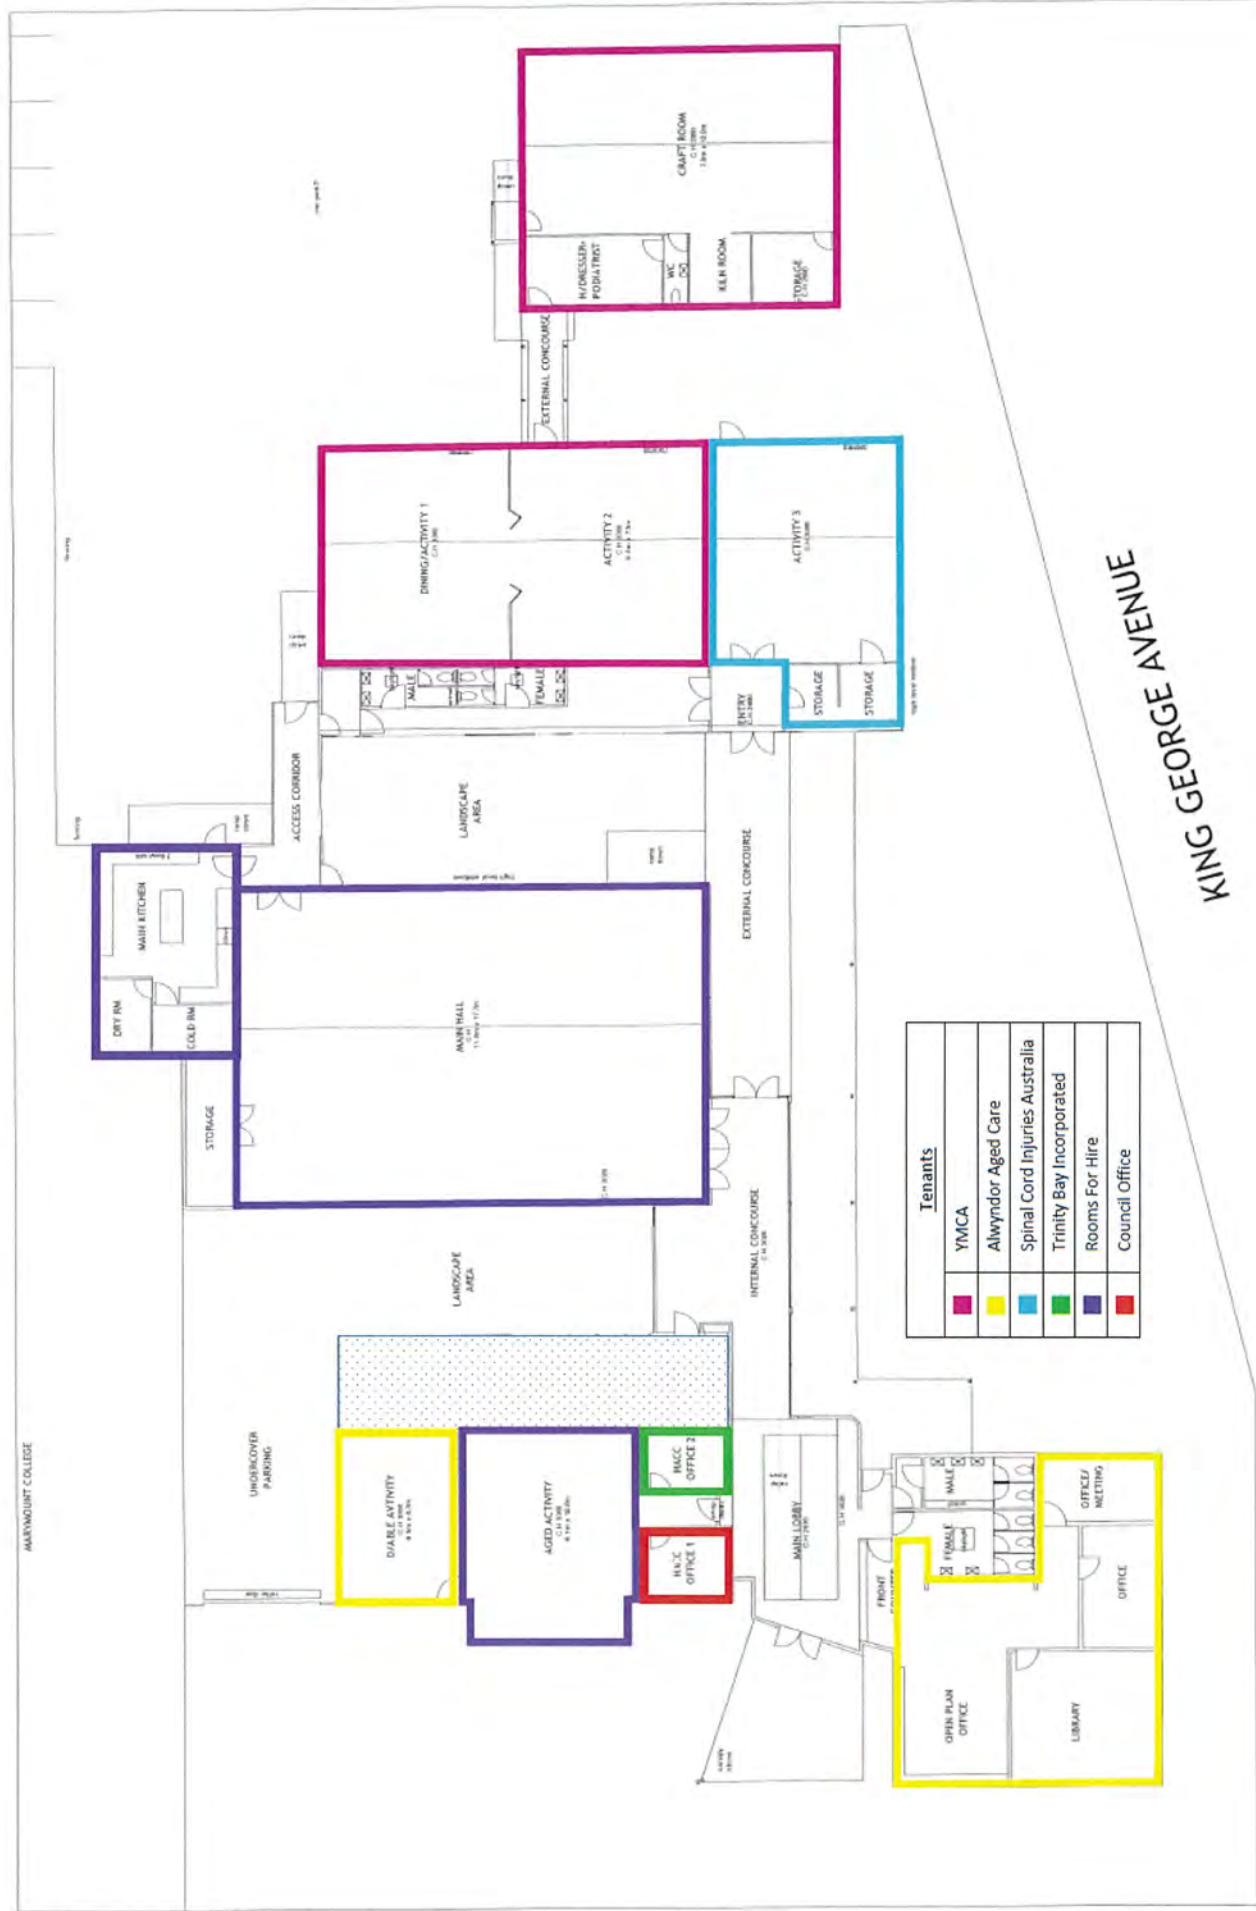 MARYMOUNT COLLEGE
UNDERCOVER
PARKING
LANDSCAPE
AREA
STORAGE
DRY RM
COLD RM
MAIN KITCHEN
ACCESS CORRIDOR
MAIN HALL
LANDSCAPE
AREA
MALE
FEMALE
DINING/ACTIVITY 1
ACTIVITY 2
EXTERNAL CONCOURSE
H/DRESSER-
PODIATRIST
WC
KILN ROOM
STORAGE
CRAFT ROOM
D/ABLE AVTIVITY
AGED ACTIVITY
HACC
OFFICE 1
HACC
OFFICE 2
MAIN LOBBY
INTERNAL CONCOURSE
EXTERNAL CONCOURSE
ENTRY
ACTIVITY 3
STORAGE
STORAGE
FRONT
OPEN PLAN
OFFICE
LIBRARY
FEMALE
MALE
OFFICE
OFFICE/
MEETING
Tenants
YMCA
Alwyndor Aged Care
Spinal Cord Injuries Australia
Trinity Bay Incorporated
Rooms For Hire
Council Office
KING GEORGE AVENUE